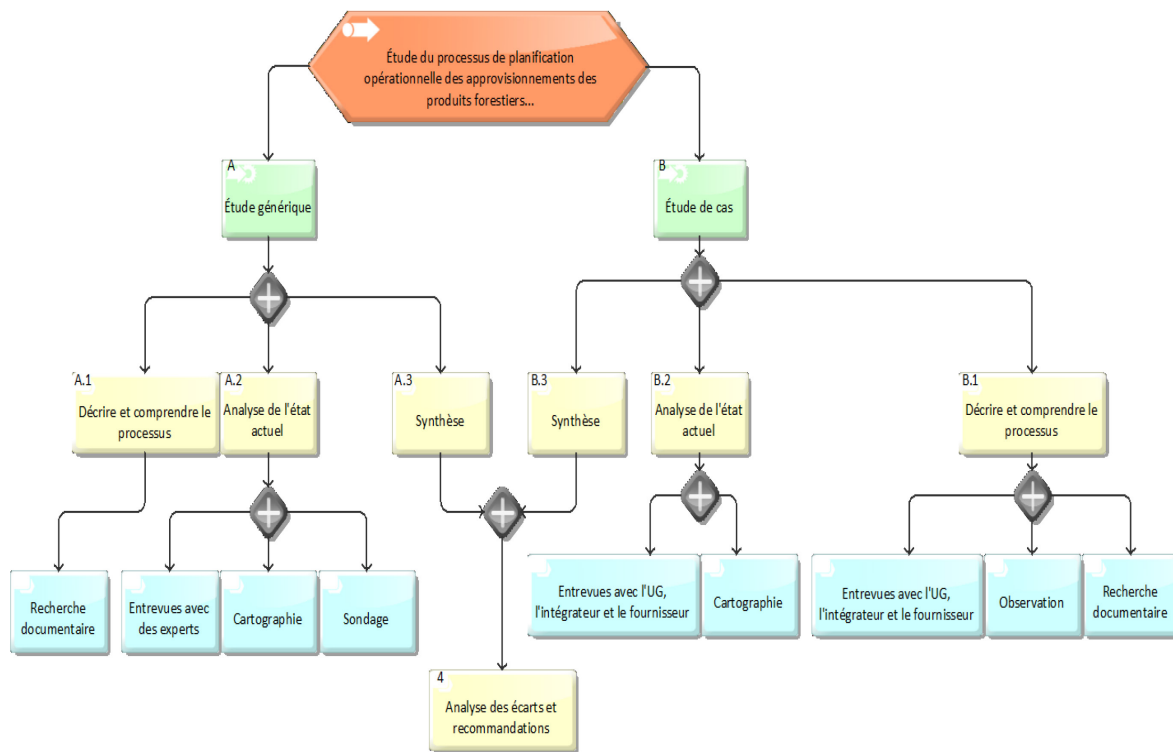 Étude du processus de planification
opérationnelle des approvisionnements des
produits forestiers...
A
Étude générique
B
Étude de cas
A.1
Décrire et comprendre le
processus
A.2
Analyse de l'état
actuel
A.3
Synthèse
B.3
Synthèse
B.2
Analyse de l'état
actuel
B.1
Décrire et comprendre le
processus
Recherche
documentaire
Entrevues avec
des experts
Cartographie
Sondage
Entrevues avec l'UG,
l'intégrateur et le fournisseur
Cartographie
Entrevues avec l'UG,
l'intégrateur et le fournisseur
Observation
Recherche
documentaire
4
Analyse des écarts et
recommandations